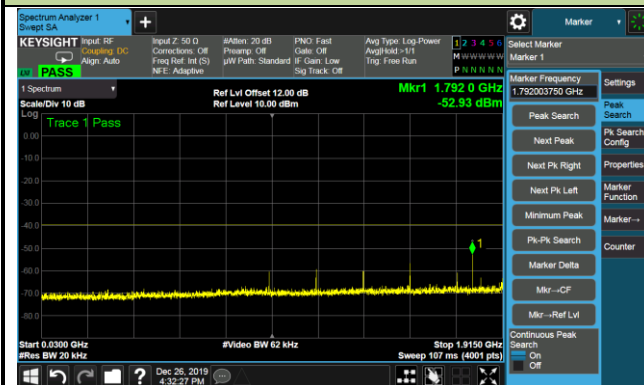 Spectrum Analyzer 1
Swept SA
+
Marker
KEYSIGHT
Input: RF
Coupling: DC
Align: Auto
Input Z: 50 Ω
Corrections: Off
Freq Ref: Int (S)
NFE: Adaptive
#Atten: 20 dB
Preamp: Off
µW Path: Standard
PNO: Fast
Gate: Off
IF Gain: Low
Sig Track: Off
Avg Type: Log-Power
Avg|Hold:>1/1
Trig: Free Run
1 2 3 4 5 6
M W W W W W
P N N N N N
LV PASS
Select Marker
Marker 1
1 Spectrum
Scale/Div 10 dB
Ref Lvl Offset 12.00 dB
Ref Level 10.00 dBm
Mkr1 1.792 0 GHz
-52.93 dBm
Log
Trace 1 Pass
0.00
-10.0
-20.0
-30.0
-40.0
-50.0
-60.0
-70.0
-80.0
1
Start 0.0300 GHz
#Res BW 20 kHz
#Video BW 62 kHz
Stop 1.9150 GHz
Sweep 107 ms (4001 pts)
Marker Frequency
1.792003750 GHz
Peak Search
Next Peak
Next Pk Right
Next Pk Left
Minimum Peak
Pk-Pk Search
Marker Delta
Mkr→CF
Mkr→Ref Lvl
Continuous Peak
Search
On
Off
Settings
Peak
Search
Pk Search
Config
Properties
Marker
Function
Marker→
Counter
?
Dec 26, 2019
4:32:27 PM